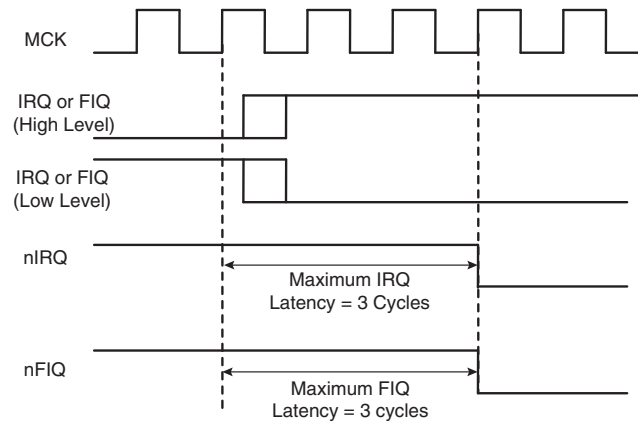 MCK
IRQ or FIQ
(High Level)
IRQ or FIQ
(Low Level)
nIRQ
Maximum IRQ
Latency = 3 Cycles
nFIQ
Maximum FIQ
Latency = 3 cycles